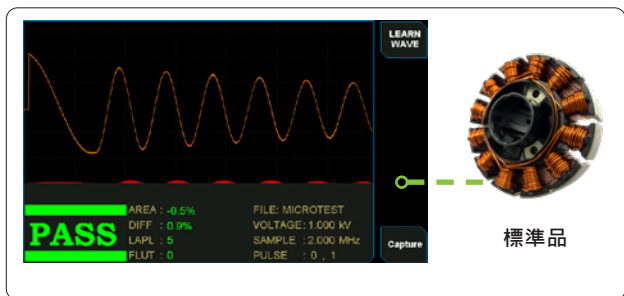 LEARN
WAVE
AREA : -0.5%
DIFF : 0.9%
LAPL : 5
FLUT : 0
PASS
FILE: MICROTEST
VOLTAGE: 1.000 kV
SAMPLE : 2.000 MHz
PULSE : 0 , 1
Capture
標準品